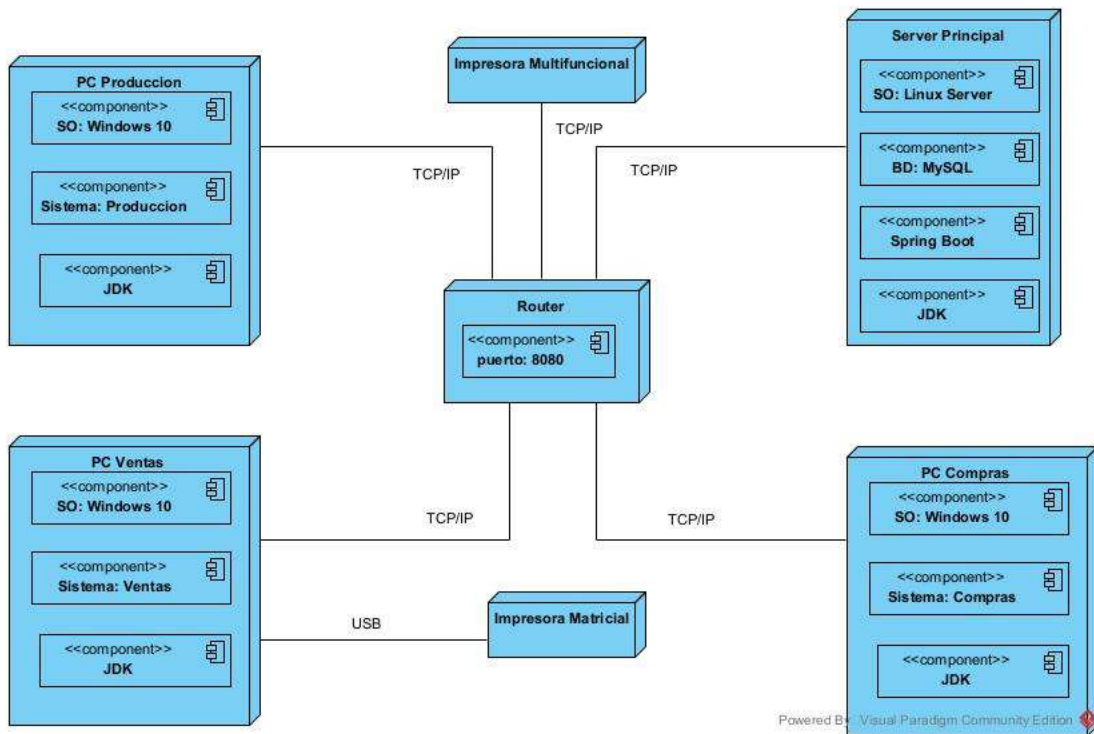 PC Produccion
<<component>>
SO: Windows 10
<<component>>
Sistema: Produccion
<<component>>
JDK
Impresora Multifuncional
Server Principal
<<component>>
SO: Linux Server
<<component>>
BD: MySQL
<<component>>
Spring Boot
<<component>>
JDK
TCP/IP
TCP/IP
TCP/IP
Router
<<component>>
puerto: 8080
PC Ventas
<<component>>
SO: Windows 10
<<component>>
Sistema: Ventas
<<component>>
JDK
TCP/IP
TCP/IP
USB
Impresora Matricial
PC Compras
<<component>>
SO: Windows 10
<<component>>
Sistema: Compras
<<component>>
JDK
Powered By Visual Paradigm Community Edition